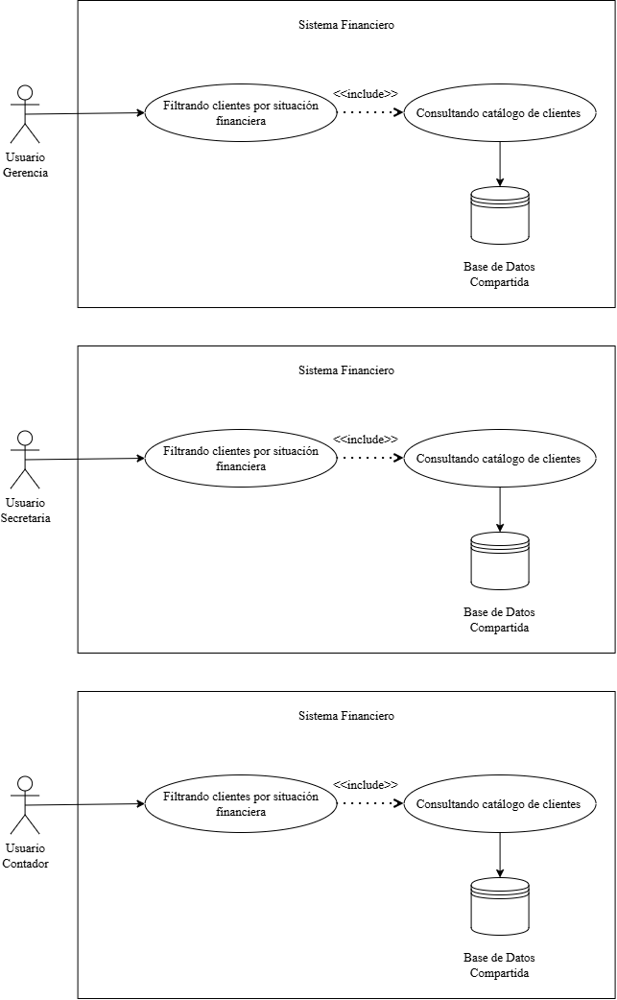 Sistema Financiero
<<include>>
Filtrando clientes por situación
financiera
Consultando catálogo de clientes
Usuario
Gerencia
Base de Datos
Compartida
Sistema Financiero
<<include>>
Filtrando clientes por situación
financiera
Consultando catálogo de clientes
Usuario
Secretaria
Base de Datos
Compartida
Sistema Financiero
<<include>>
Filtrando clientes por situación
financiera
Consultando catálogo de clientes
Usuario
Contador
Base de Datos
Compartida